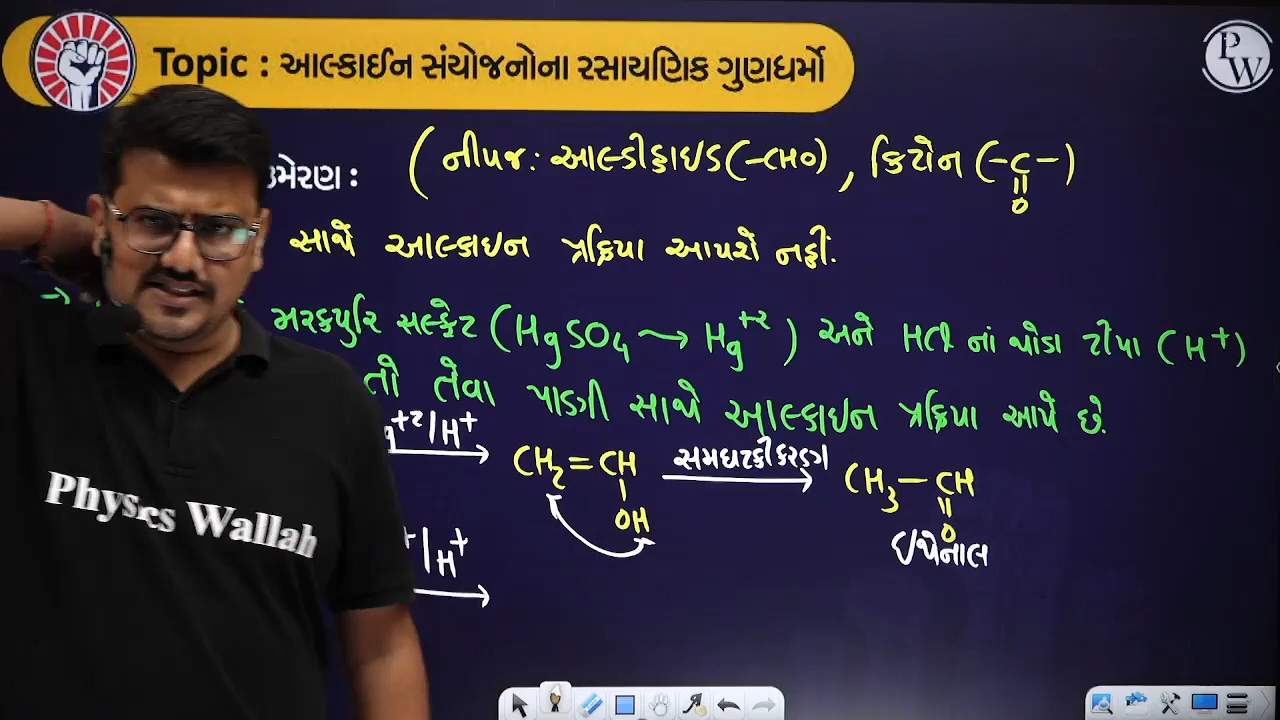 Topic : આલ્કાઈન સંયોજનોના રસાયણિક ગુણધર્મો
PW
(નીપજ: આલ્ડીહાઇડ (-CHO), કિટોન (-C-)
||
O
સાથે આલ્કાઇન પ્રક્રિયા આપશે નહીં.
મરક્યુરિ સલ્ફેટ (HgSO4 → Hg+2) અને HCl નાં થોડા ટીપા (H+)
તો તેવા પાણી સાથે આલ્કાઇન પ્રક્રિયા આપે છે.
+2/H+
CH2=CH → સમઘટકીકરણ CH3-CH
OH
||
O
ઇથેનાલ
/H+
Physics Wallah